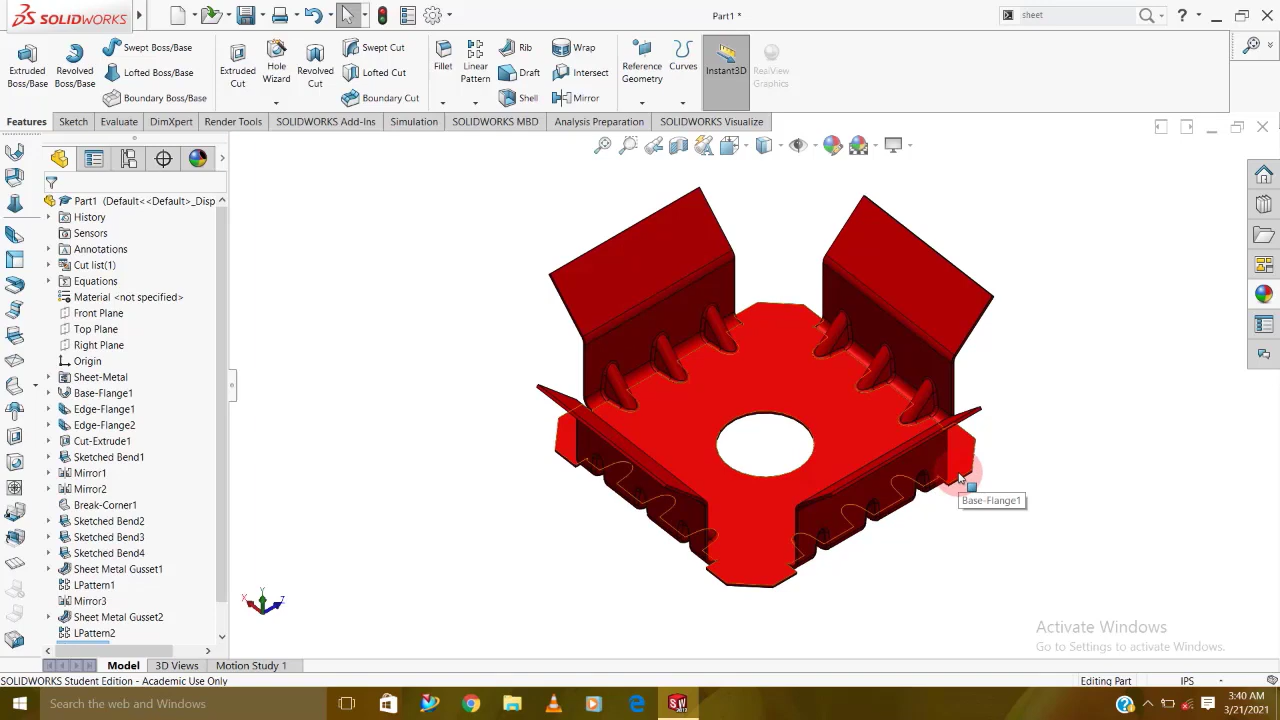 SOLIDWORKS
Part1 *
sheet
Extruded Boss/Base
Revolved Boss/Base
Swept Boss/Base
Lofted Boss/Base
Boundary Boss/Base
Extruded Cut
Hole Wizard
Revolved Cut
Swept Cut
Lofted Cut
Boundary Cut
Fillet
Linear Pattern
Rib
Draft
Shell
Wrap
Intersect
Mirror
Reference Geometry
Curves
Instant3D
RealView Graphics
Features
Sketch
Evaluate
DimXpert
Render Tools
SOLIDWORKS Add-Ins
Simulation
SOLIDWORKS MBD
Analysis Preparation
SOLIDWORKS Visualize
Part1 (Default<<Default>_Disp
History
Sensors
Annotations
Cut list(1)
Equations
Material <not specified>
Front Plane
Top Plane
Right Plane
Origin
Sheet-Metal
Base-Flange1
Edge-Flange1
Edge-Flange2
Cut-Extrude1
Sketched Bend1
Mirror1
Mirror2
Break-Corner1
Sketched Bend2
Sketched Bend3
Sketched Bend4
Sheet Metal Gusset1
LPattern1
Mirror3
Sheet Metal Gusset2
LPattern2
Base-Flange1
X
Y
Z
Activate Windows
Go to Settings to activate Windows.
Model
3D Views
Motion Study 1
SOLIDWORKS Student Edition - Academic Use Only
Editing Part
IPS
Search the web and Windows
SW
2017
3:40 AM
3/21/2021